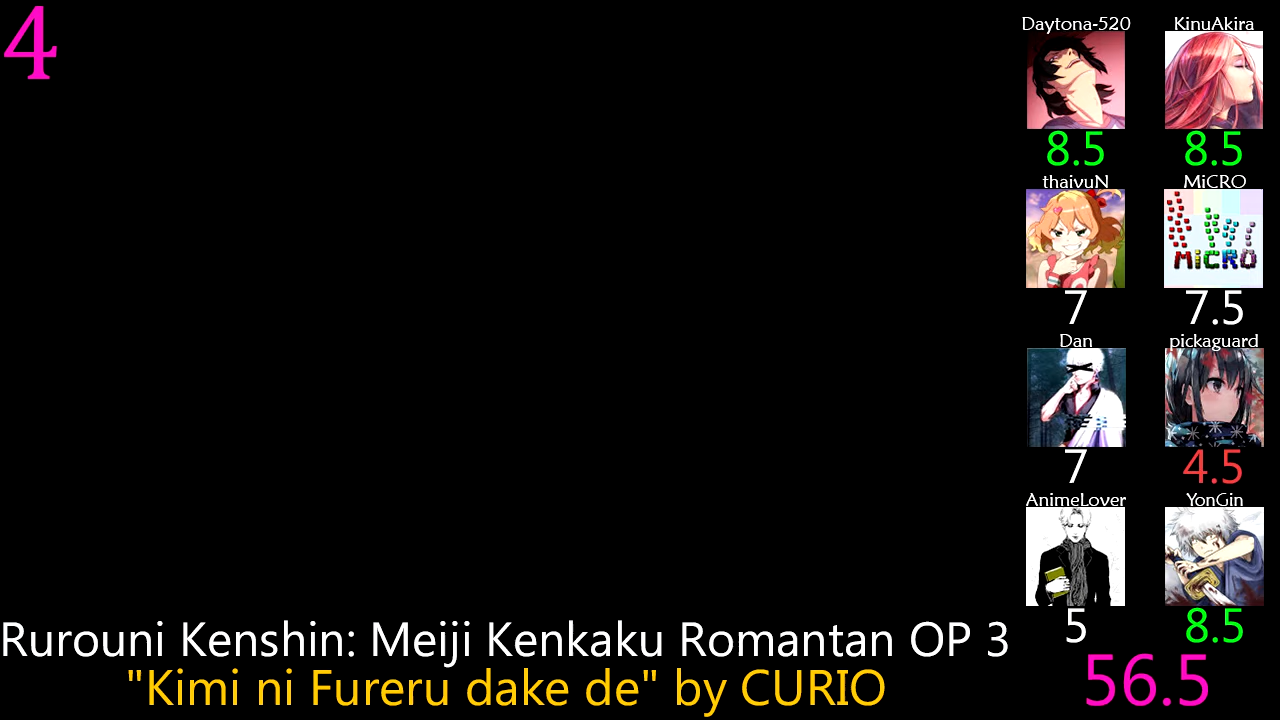 4
Daytona-520 KinuAkira
8.5 8.5
thaivuN MiCRO
MiCRO
7 7.5
Dan pickaguard
7 4.5
AnimeLover YonGin
5 8.5
Rurouni Kenshin: Meiji Kenkaku Romantan OP 3
"Kimi ni Fureru dake de" by CURIO
56.5